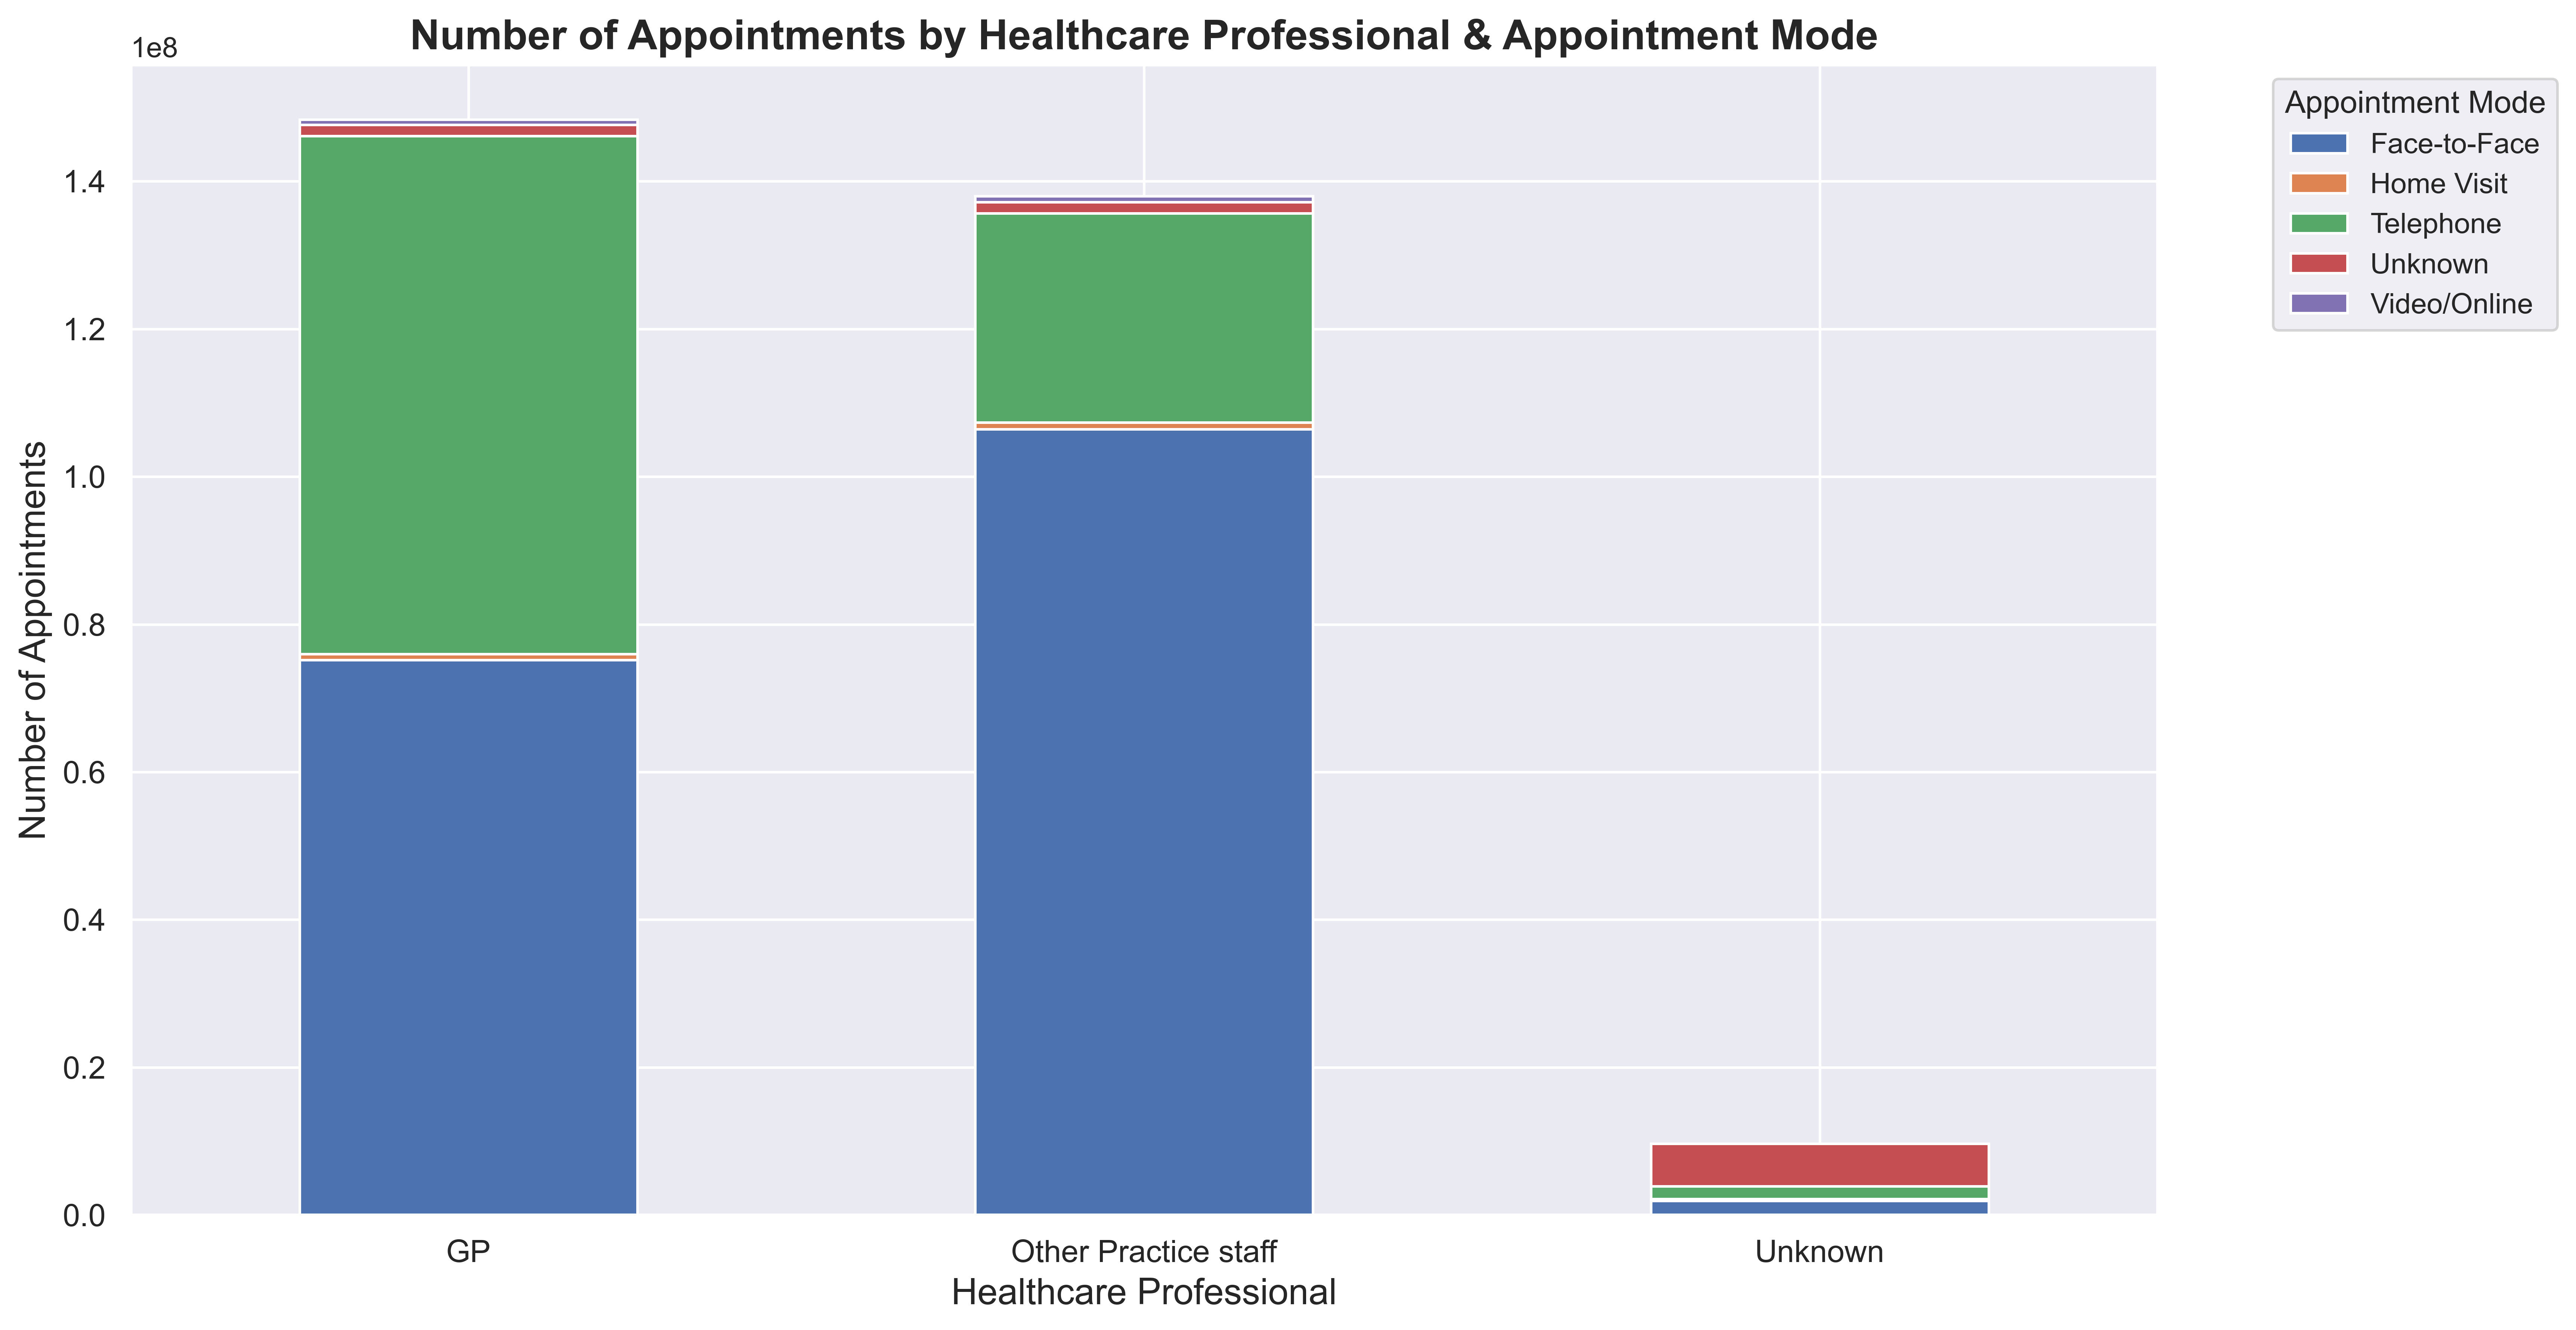 Number of Appointments by Healthcare Professional & Appointment Mode
1e8
1.4
1.2
1.0
0.8
0.6
0.4
0.2
0.0
Number of Appointments
GP
Other Practice staff
Unknown
Healthcare Professional
Appointment Mode
Face-to-Face
Home Visit
Telephone
Unknown
Video/Online